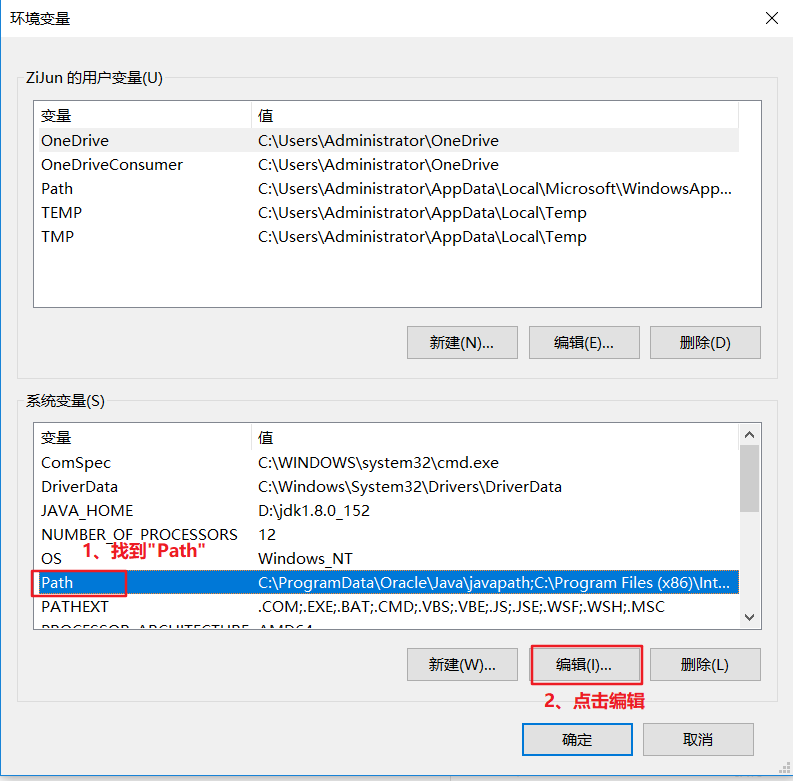 环境变量
ZiJun 的用户变量(U)
变量 值
OneDrive C:\Users\Administrator\OneDrive
OneDriveConsumer C:\Users\Administrator\OneDrive
Path C:\Users\Administrator\AppData\Local\Microsoft\WindowsApp...
TEMP C:\Users\Administrator\AppData\Local\Temp
TMP C:\Users\Administrator\AppData\Local\Temp
新建(N)... 编辑(E)... 删除(D)
系统变量(S)
变量 值
ComSpec C:\WINDOWS\system32\cmd.exe
DriverData C:\Windows\System32\Drivers\DriverData
JAVA_HOME D:\jdk1.8.0_152
NUMBER_OF_PROCESSORS 12
1、找到"Path"
OS Windows_NT
Path C:\ProgramData\Oracle\Java\javapath;C:\Program Files (x86)\Int...
PATHEXT .COM;.EXE;.BAT;.CMD;.VBS;.VBE;.JS;.JSE;.WSF;.WSH;.MSC
PROCESSOR_ARCHITECTURE AMD64
新建(W)... 编辑(I)... 删除(L)
2、点击编辑
确定 取消